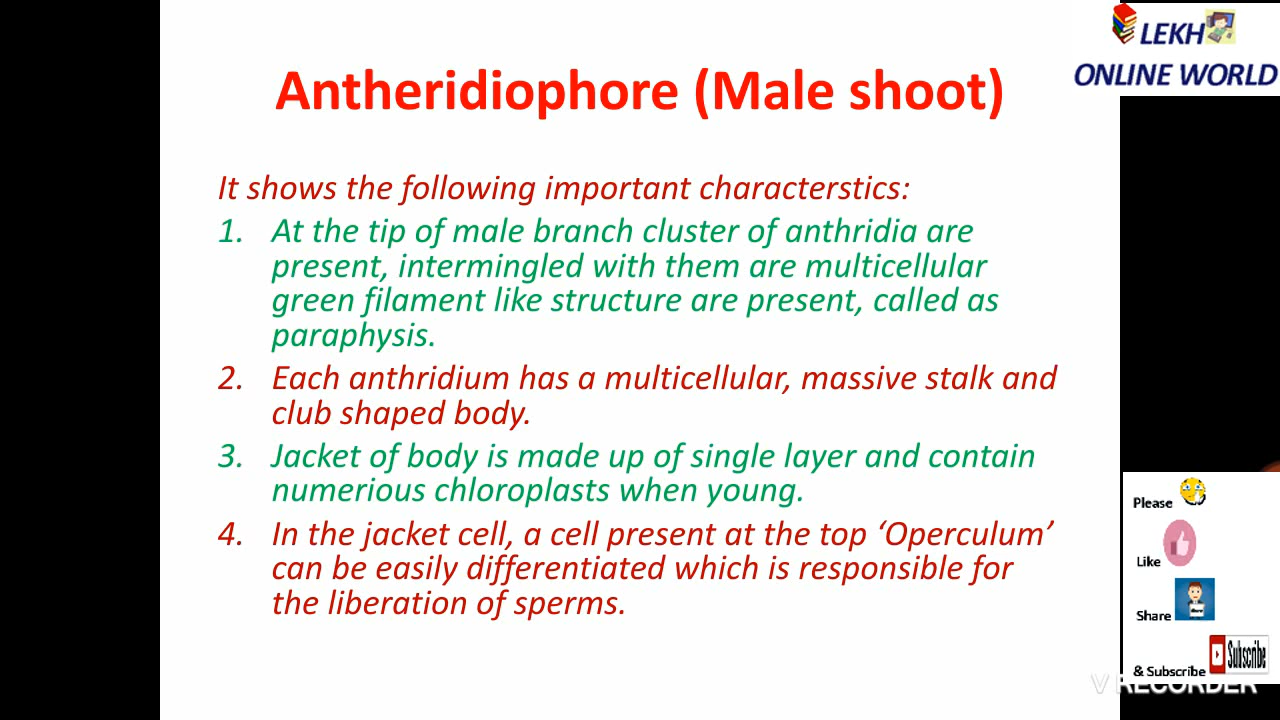 LEKH
ONLINE WORLD
Antheridiophore (Male shoot)
It shows the following important characterstics:
1. At the tip of male branch cluster of anthridia are
present, intermingled with them are multicellular
green filament like structure are present, called as
paraphysis.
2. Each anthridium has a multicellular, massive stalk and
club shaped body.
3. Jacket of body is made up of single layer and contain
numerious chloroplasts when young.
4. In the jacket cell, a cell present at the top ‘Operculum’
can be easily differentiated which is responsible for
the liberation of sperms.
Please
Like
Share
& Subscribe Subscribe
V RECORDER